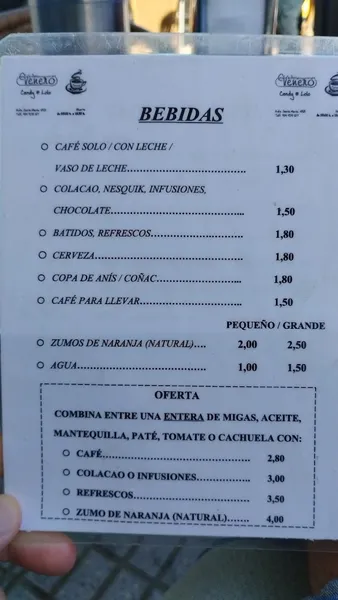 VENERO
Candy & Lolo
BEBIDAS
CAFÉ SOLO / CON LECHE /
VASO DE LECHE 1,30
COLACAO, NESQUIK, INFUSIONES,
CHOCOLATE 1,50
BATIDOS, REFRESCOS 1,80
CERVEZA 1,80
COPA DE ANÍS / COÑAC 1,80
CAFÉ PARA LLEVAR 1,50
PEQUEÑO / GRANDE
ZUMOS DE NARANJA (NATURAL) 2,00 2,50
AGUA 1,00 1,50
OFERTA
COMBINA ENTRE UNA ENTERA DE MIGAS, ACEITE,
MANTEQUILLA, PATÉ, TOMATE O CACHUELA CON:
CAFÉ 2,80
COLACAO O INFUSIONES 3,00
REFRESCOS 3,50
ZUMO DE NARANJA (NATURAL) 4,00